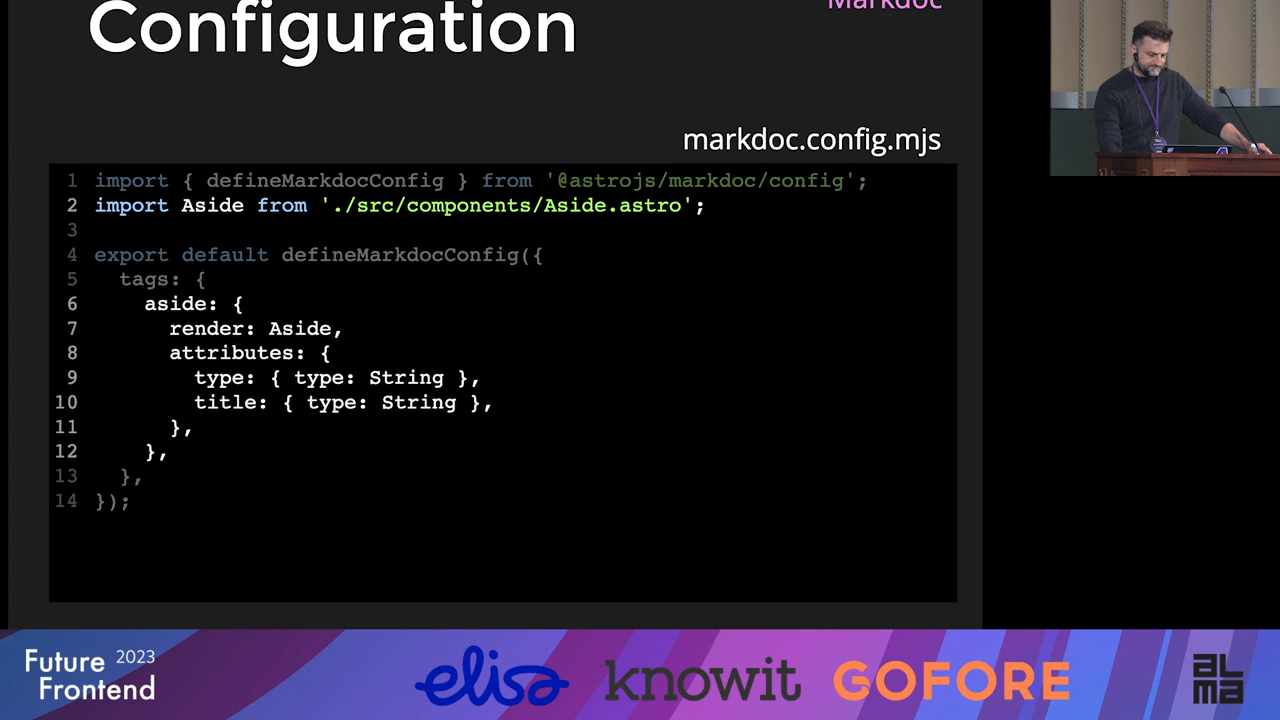 Configuration
Markdoc
markdoc.config.mjs
1 import { defineMarkdocConfig } from '@astrojs/markdoc/config';
2 import Aside from './src/components/Aside.astro';
3
4 export default defineMarkdocConfig({
5   tags: {
6     aside: {
7       render: Aside,
8       attributes: {
9         type: { type: String },
10         title: { type: String },
11       },
12     },
13   },
14 });
Future 2023
Frontend
elisa
knowit
GOFORE
ALMA